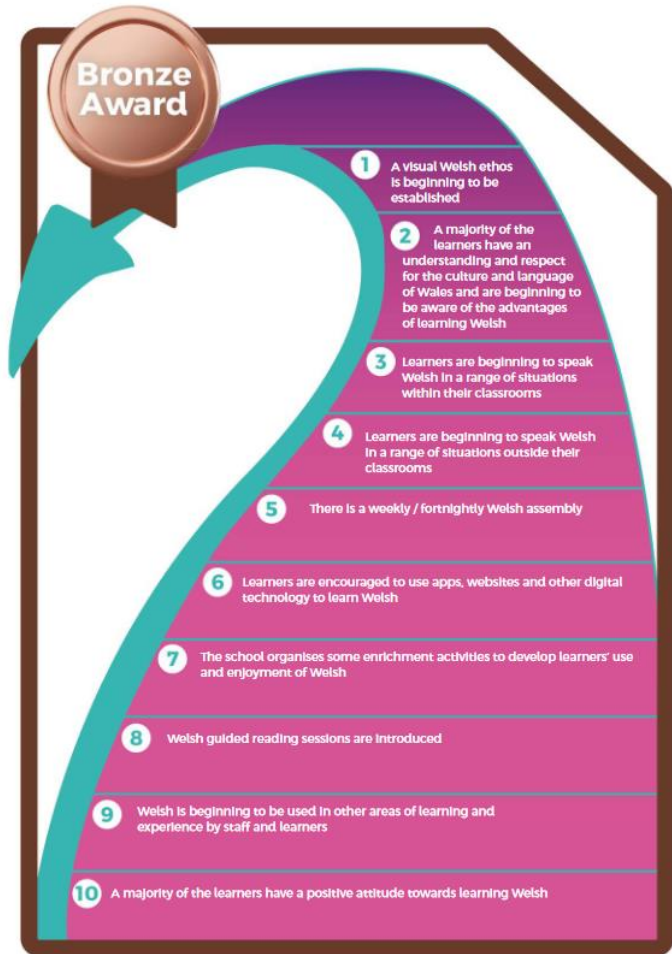 Bronze
Award
1
A visual Welsh ethos
is beginning to be
established
2
A majority of the
learners have an
understanding and respect
for the culture and language
of Wales and are beginning to
be aware of the advantages
of learning Welsh
3
Learners are beginning to speak
Welsh in a range of situations
within their classrooms
4
Learners are beginning to speak Welsh
in a range of situations outside their
classrooms
5
There is a weekly / fortnightly Welsh assembly
6
Learners are encouraged to use apps, websites and other digital
technology to learn Welsh
7
The school organises some enrichment activities to develop learners' use
and enjoyment of Welsh
8
Welsh guided reading sessions are introduced
9
Welsh is beginning to be used in other areas of learning and
experience by staff and learners
10
A majority of the learners have a positive attitude towards learning Welsh